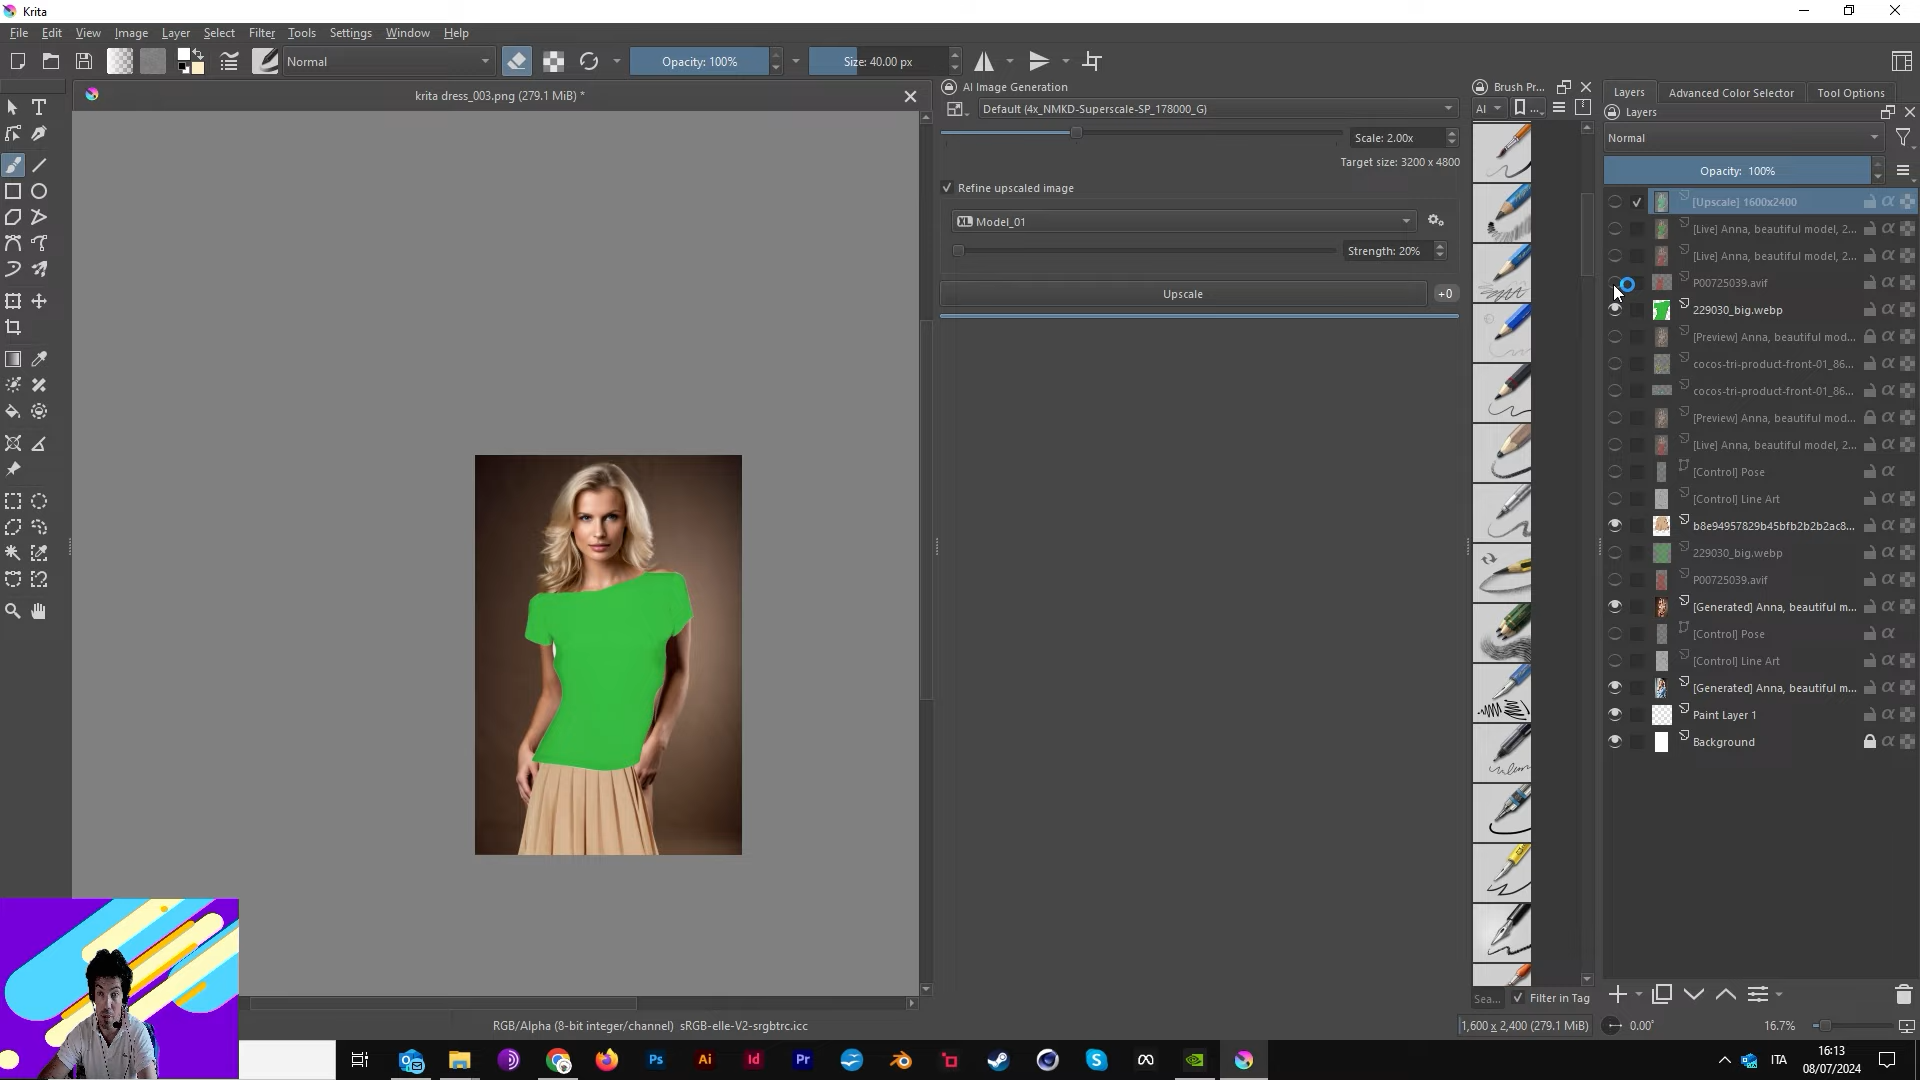 Krita
File Edit View Image Layer Select Filter Tools Settings Window Help
Normal
Opacity: 100%
Size: 40.00 px
krita dress_003.png (279.1 MiB) *
AI Image Generation
Default (4x_NMKD-Superscale-SP_178000_G)
Scale: 2.00x
Target size: 3200 x 4800
Refine upscaled image
XL Model_01
Strength: 20%
Upscale
+0
Brush Pr...
AI
...
Sea...
Filter in Tag
Layers
Advanced Color Selector
Tool Options
Layers
Normal
Opacity: 100%
[Upscale] 1600x2400
[Live] Anna, beautiful model, 2...
[Live] Anna, beautiful model, 2...
P00725039.avif
229030_big.webp
[Preview] Anna, beautiful mod...
cocos-tri-product-front-01_86...
cocos-tri-product-front-01_86...
[Preview] Anna, beautiful mod...
[Live] Anna, beautiful model, 2...
[Control] Pose
[Control] Line Art
b8e94957829b45bfb2b2b2ac8...
229030_big.webp
P00725039.avif
[Generated] Anna, beautiful m...
[Control] Pose
[Control] Line Art
[Generated] Anna, beautiful m...
Paint Layer 1
Background
RGB/Alpha (8-bit integer/channel) sRGB-elle-V2-srgbtrc.icc
1,600 x 2,400 (279.1 MiB)
0.00°
16.7%
Ps
Ai
Id
Pr
ITA
16:13
08/07/2024